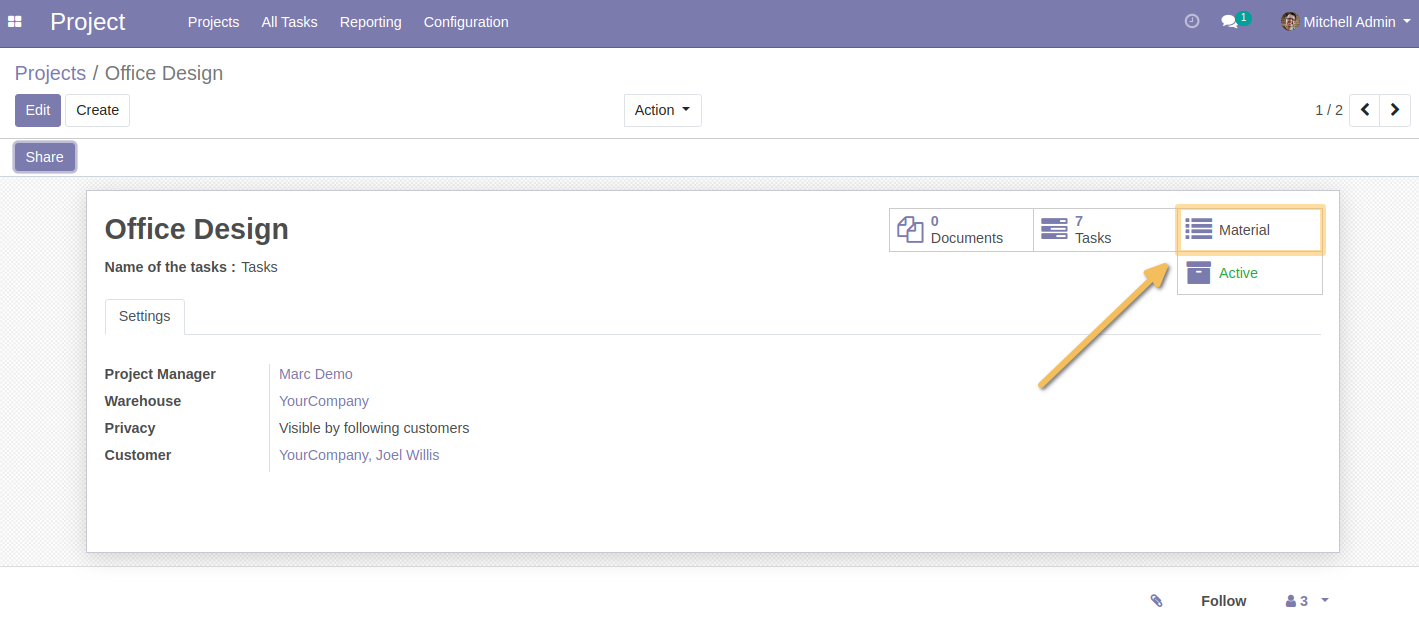 Project Projects All Tasks Reporting Configuration 1 Mitchell Admin
Projects / Office Design
Edit Create Action 1 / 2
Share
Office Design
0 Documents
7 Tasks
Material
Active
Name of the tasks : Tasks
Settings
Project Manager Marc Demo
Warehouse YourCompany
Privacy Visible by following customers
Customer YourCompany, Joel Willis
Follow 3